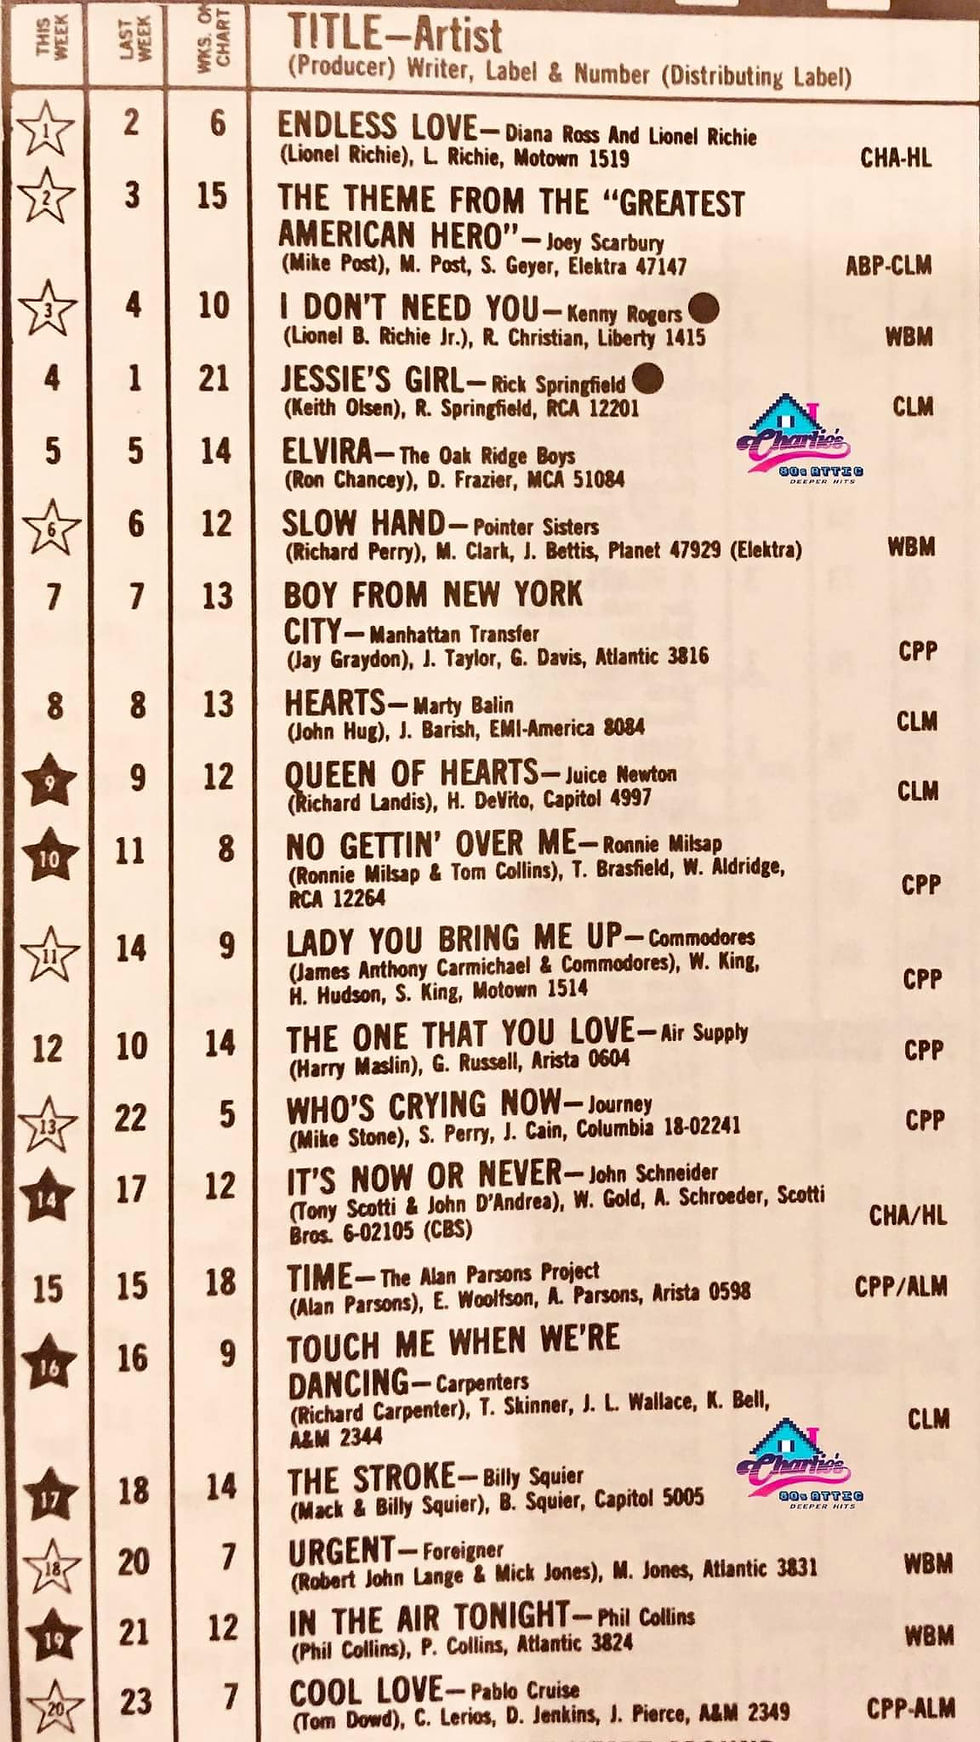 THIS WEEK LAST WEEK WKS. ON CHART TITLE—Artist
(Producer) Writer, Label & Number (Distributing Label)
1 2 6 ENDLESS LOVE—Diana Ross And Lionel Richie
(Lionel Richie), L. Richie, Motown 1519 CHA-HL
2 3 15 THE THEME FROM THE “GREATEST
AMERICAN HERO”—Joey Scarbury
(Mike Post), M. Post, S. Geyer, Elektra 47147 ABP-CLM
3 4 10 I DON'T NEED YOU—Kenny Rogers
(Lionel B. Richie Jr.), R. Christian, Liberty 1415 WBM
4 1 21 JESSIE'S GIRL—Rick Springfield
(Keith Olsen), R. Springfield, RCA 12201 CLM
Charlie's
80s ATTIC
DEEPER HITS
5 5 14 ELVIRA—The Oak Ridge Boys
(Ron Chancey), D. Frazier, MCA 51084
6 6 12 SLOW HAND—Pointer Sisters
(Richard Perry), M. Clark, J. Bettis, Planet 47929 (Elektra) WBM
7 7 13 BOY FROM NEW YORK
CITY—Manhattan Transfer
(Jay Graydon), J. Taylor, G. Davis, Atlantic 3816 CPP
8 8 13 HEARTS—Marty Balin
(John Hug), J. Barish, EMI-America 8084 CLM
9 9 12 QUEEN OF HEARTS—Juice Newton
(Richard Landis), H. DeVito, Capitol 4997 CLM
10 11 8 NO GETTIN' OVER ME—Ronnie Milsap
(Ronnie Milsap & Tom Collins), T. Brasfield, W. Aldridge,
RCA 12264 CPP
11 14 9 LADY YOU BRING ME UP—Commodores
(James Anthony Carmichael & Commodores), W. King,
H. Hudson, S. King, Motown 1514 CPP
12 10 14 THE ONE THAT YOU LOVE—Air Supply
(Harry Maslin), G. Russell, Arista 0604 CPP
13 22 5 WHO'S CRYING NOW—Journey
(Mike Stone), S. Perry, J. Cain, Columbia 18-02241 CPP
14 17 12 IT'S NOW OR NEVER—John Schneider
(Tony Scotti & John D'Andrea), W. Gold, A. Schroeder, Scotti
Bros. 6-02105 (CBS) CHA/HL
15 15 18 TIME—The Alan Parsons Project
(Alan Parsons), E. Woolfson, A. Parsons, Arista 0598 CPP/ALM
16 16 9 TOUCH ME WHEN WE'RE
DANCING—Carpenters
(Richard Carpenter), T. Skinner, J. L. Wallace, K. Bell,
A&M 2344 CLM
Charlie's
80s ATTIC
DEEPER HITS
17 18 14 THE STROKE—Billy Squier
(Mack & Billy Squier), B. Squier, Capitol 5005
18 20 7 URGENT—Foreigner
(Robert John Lange & Mick Jones), M. Jones, Atlantic 3831 WBM
19 21 12 IN THE AIR TONIGHT—Phil Collins
(Phil Collins), P. Collins, Atlantic 3824 WBM
20 23 7 COOL LOVE—Pablo Cruise
(Tom Dowd), C. Lerios, D. Jenkins, J. Pierce, A&M 2349 CPP-ALM